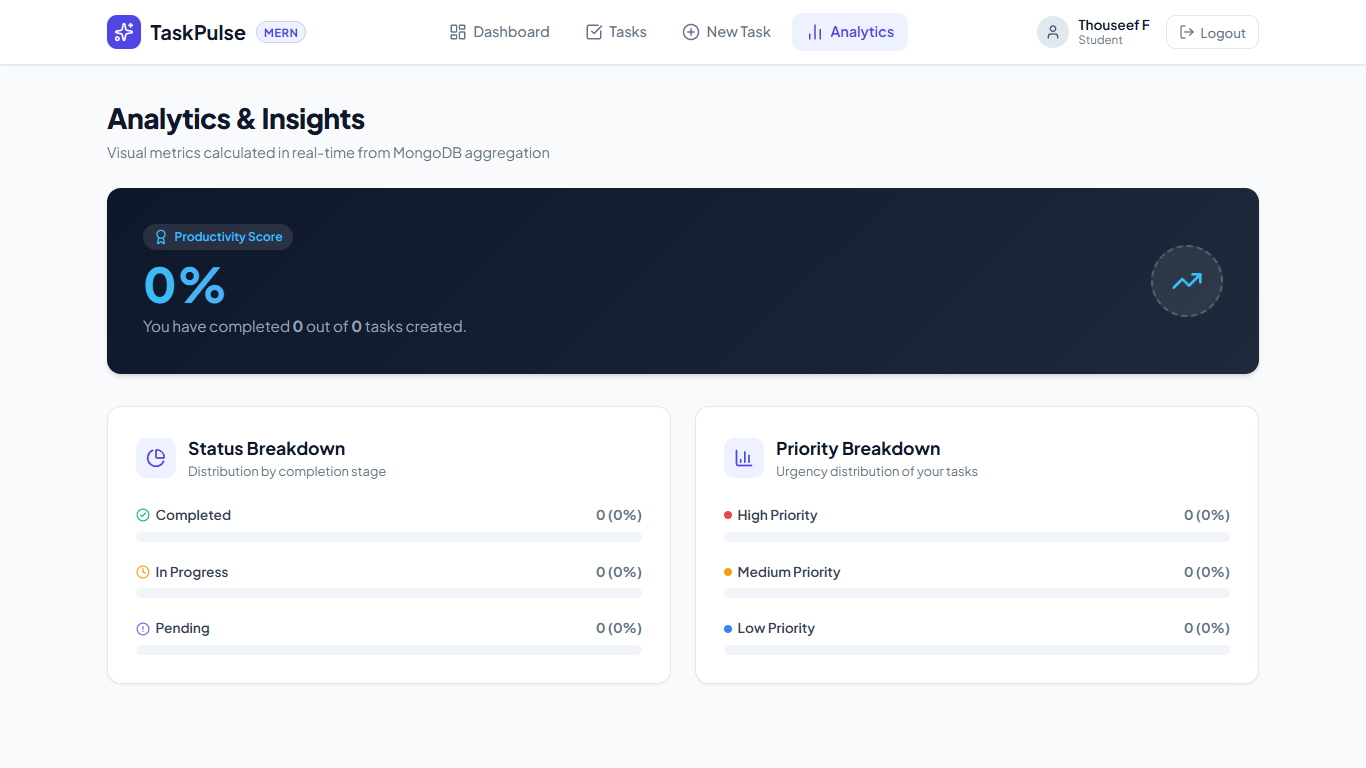 TaskPulse MERN Dashboard Tasks New Task Analytics Thouseef F Student Logout
Analytics & Insights
Visual metrics calculated in real-time from MongoDB aggregation
Productivity Score
0%
You have completed 0 out of 0 tasks created.
Status Breakdown
Distribution by completion stage
Completed 0 (0%)
In Progress 0 (0%)
Pending 0 (0%)
Priority Breakdown
Urgency distribution of your tasks
High Priority 0 (0%)
Medium Priority 0 (0%)
Low Priority 0 (0%)